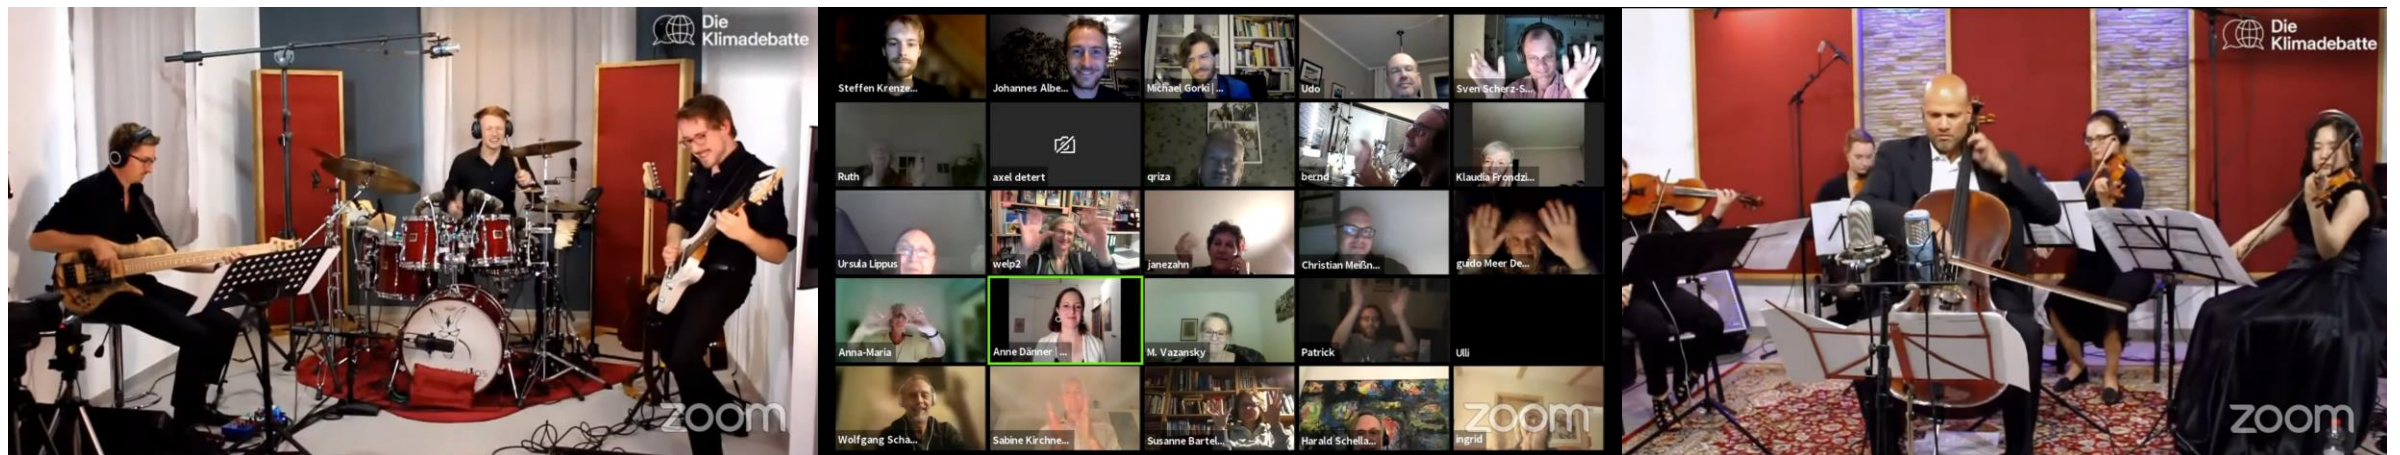 Die
Klimadebatte
zoom
Steffen Krenze...
Johannes Albe...
Michael Gorki | ...
Udo
Sven Scherz-S...
Ruth
axel detert
qriza
bernd
Klaudia Frondzi...
Ursula Lippus
welp2
janezahn
Christian Meißn...
guido Meer De...
Anna-Maria
Anne Dänner | ...
M. Vazansky
Patrick
Ulli
Wolfgang Scha...
Sabine Kirchne...
Susanne Bartel...
Harald Schella...
ingrid
zoom
Die
Klimadebatte
zoom